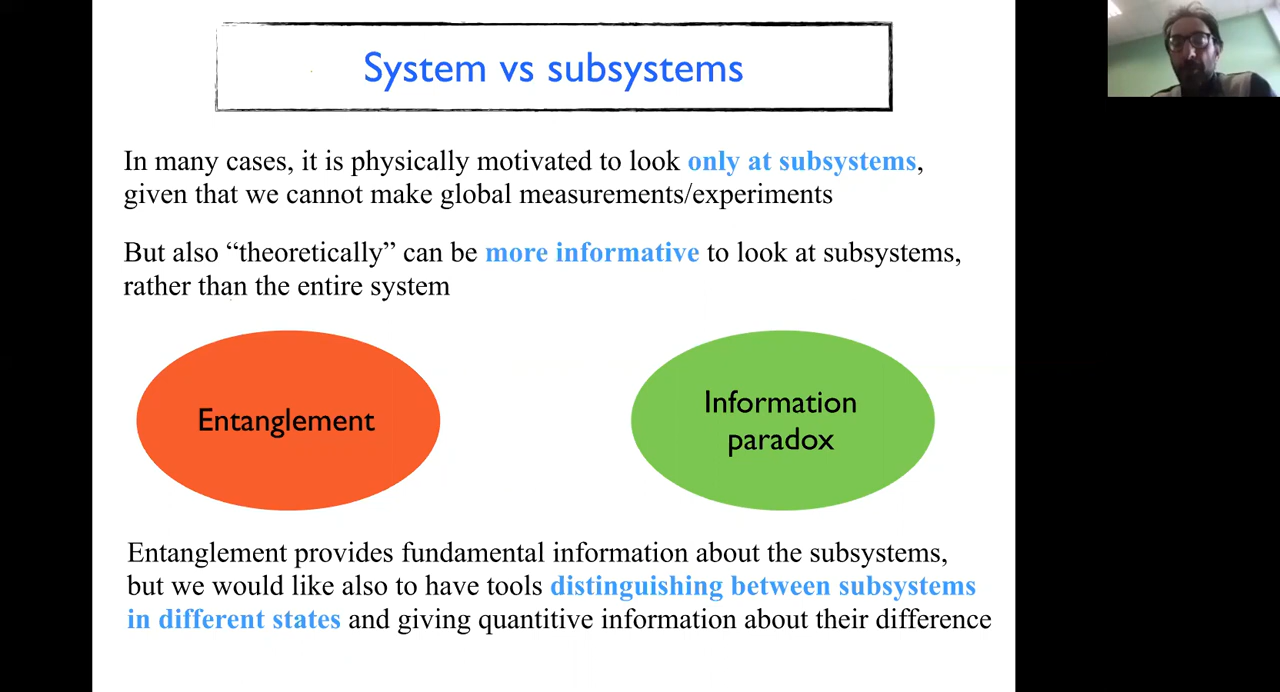 System vs subsystems
In many cases, it is physically motivated to look only at subsystems,
given that we cannot make global measurements/experiments
But also “theoretically” can be more informative to look at subsystems,
rather than the entire system
Entanglement
Information
paradox
Entanglement provides fundamental information about the subsystems,
but we would like also to have tools distinguishing between subsystems
in different states and giving quantitive information about their difference